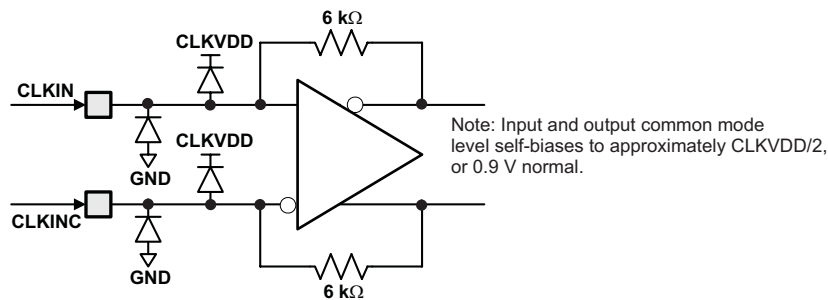 6 kΩ
CLKVDD
CLKIN
CLKVDD
GND
Note: Input and output common mode
level self-biases to approximately CLKVDD/2,
or 0.9 V normal.
CLKINC
GND
6 kΩ